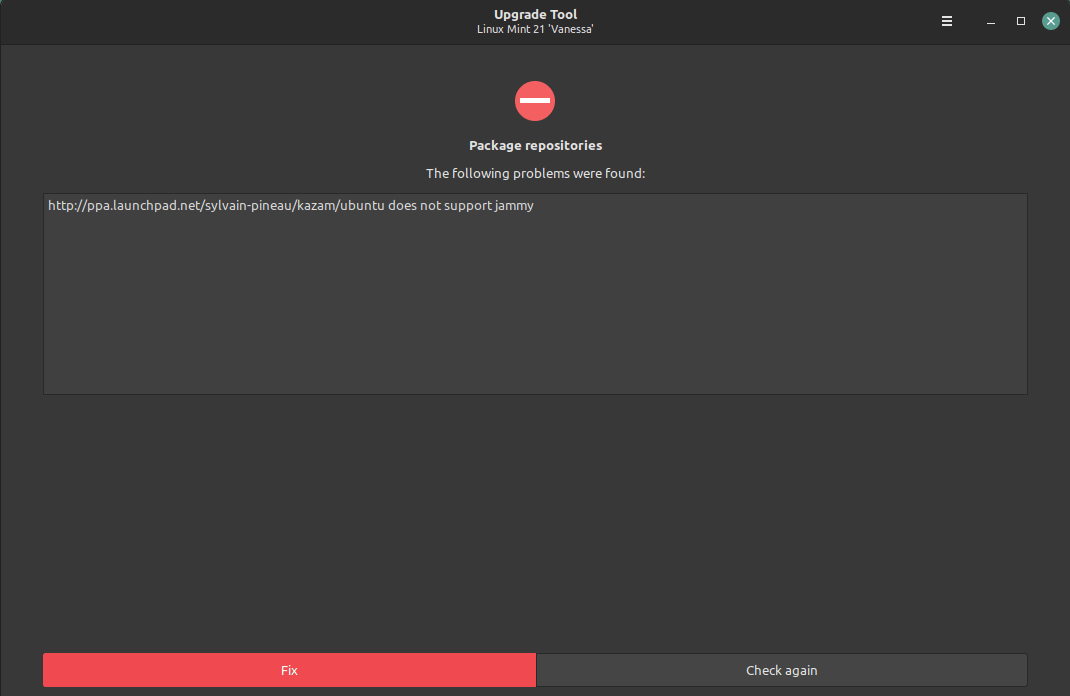 Upgrade Tool
Linux Mint 21 'Vanessa'
Package repositories
The following problems were found:
http://ppa.launchpad.net/sylvain-pineau/kazam/ubuntu does not support jammy
Fix
Check again